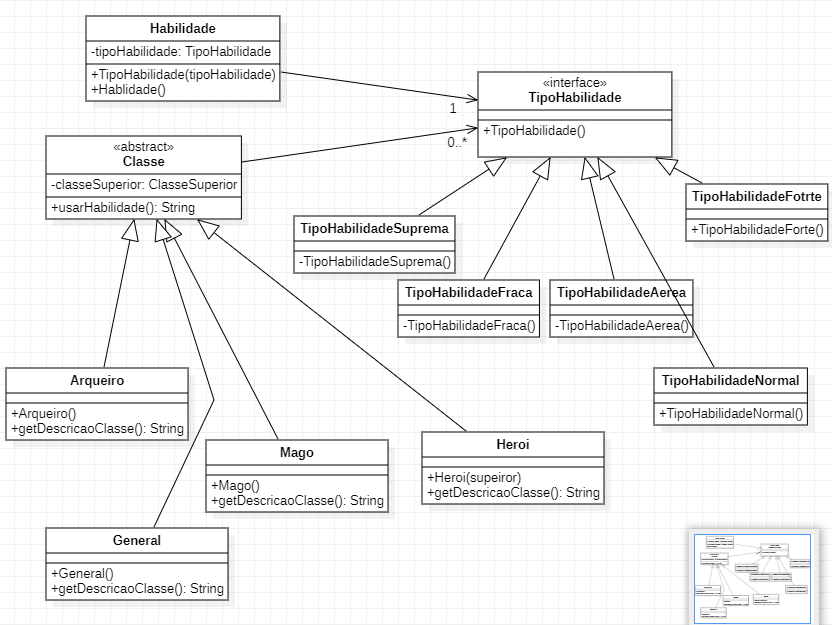 Habilidade
-tipoHabilidade: TipoHabilidade
+TipoHabilidade(tipoHabilidade)
+Hablidade()
«interface»
TipoHabilidade
+TipoHabilidade()
1
0..*
«abstract»
Classe
-classeSuperior: ClasseSuperior
+usarHabilidade(): String
TipoHabilidadeFotrte
+TipoHabilidadeForte()
TipoHabilidadeSuprema
-TipoHabilidadeSuprema()
TipoHabilidadeFraca
-TipoHabilidadeFraca()
TipoHabilidadeAerea
-TipoHabilidadeAerea()
TipoHabilidadeNormal
+TipoHabilidadeNormal()
Arqueiro
+Arqueiro()
+getDescricaoClasse(): String
Mago
+Mago()
+getDescricaoClasse(): String
Heroi
+Heroi(supeiror)
+getDescricaoClasse(): String
General
+General()
+getDescricaoClasse(): String